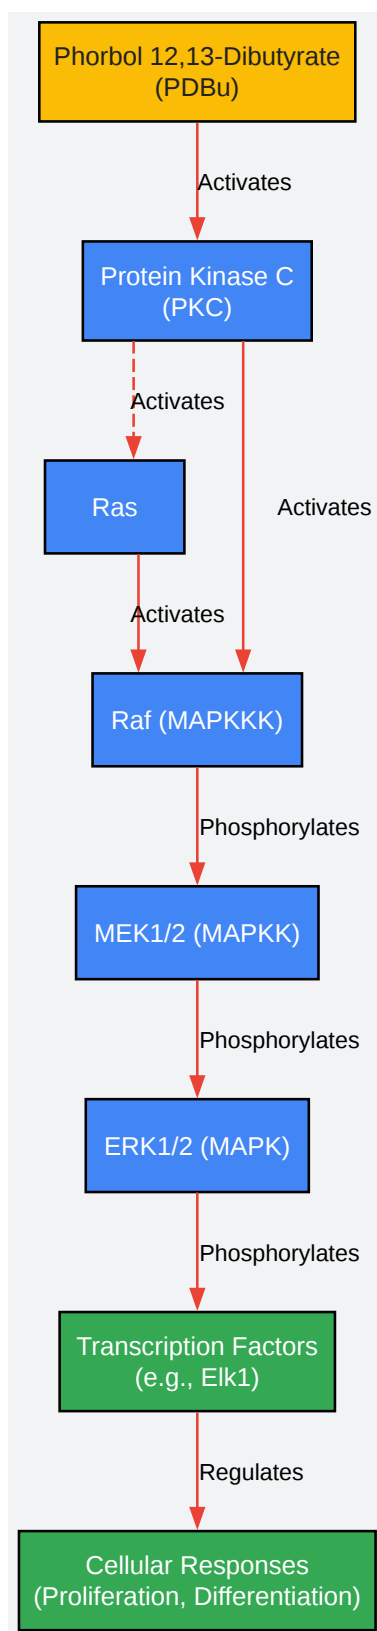 Phorbol 12,13-Dibutyrate
(PDBu)
Activates
Protein Kinase C
(PKC)
Activates
Ras
Activates
Activates
Raf (MAPKKK)
Phosphorylates
MEK1/2 (MAPKK)
Phosphorylates
ERK1/2 (MAPK)
Phosphorylates
Transcription Factors
(e.g., Elk1)
Regulates
Cellular Responses
(Proliferation, Differentiation)